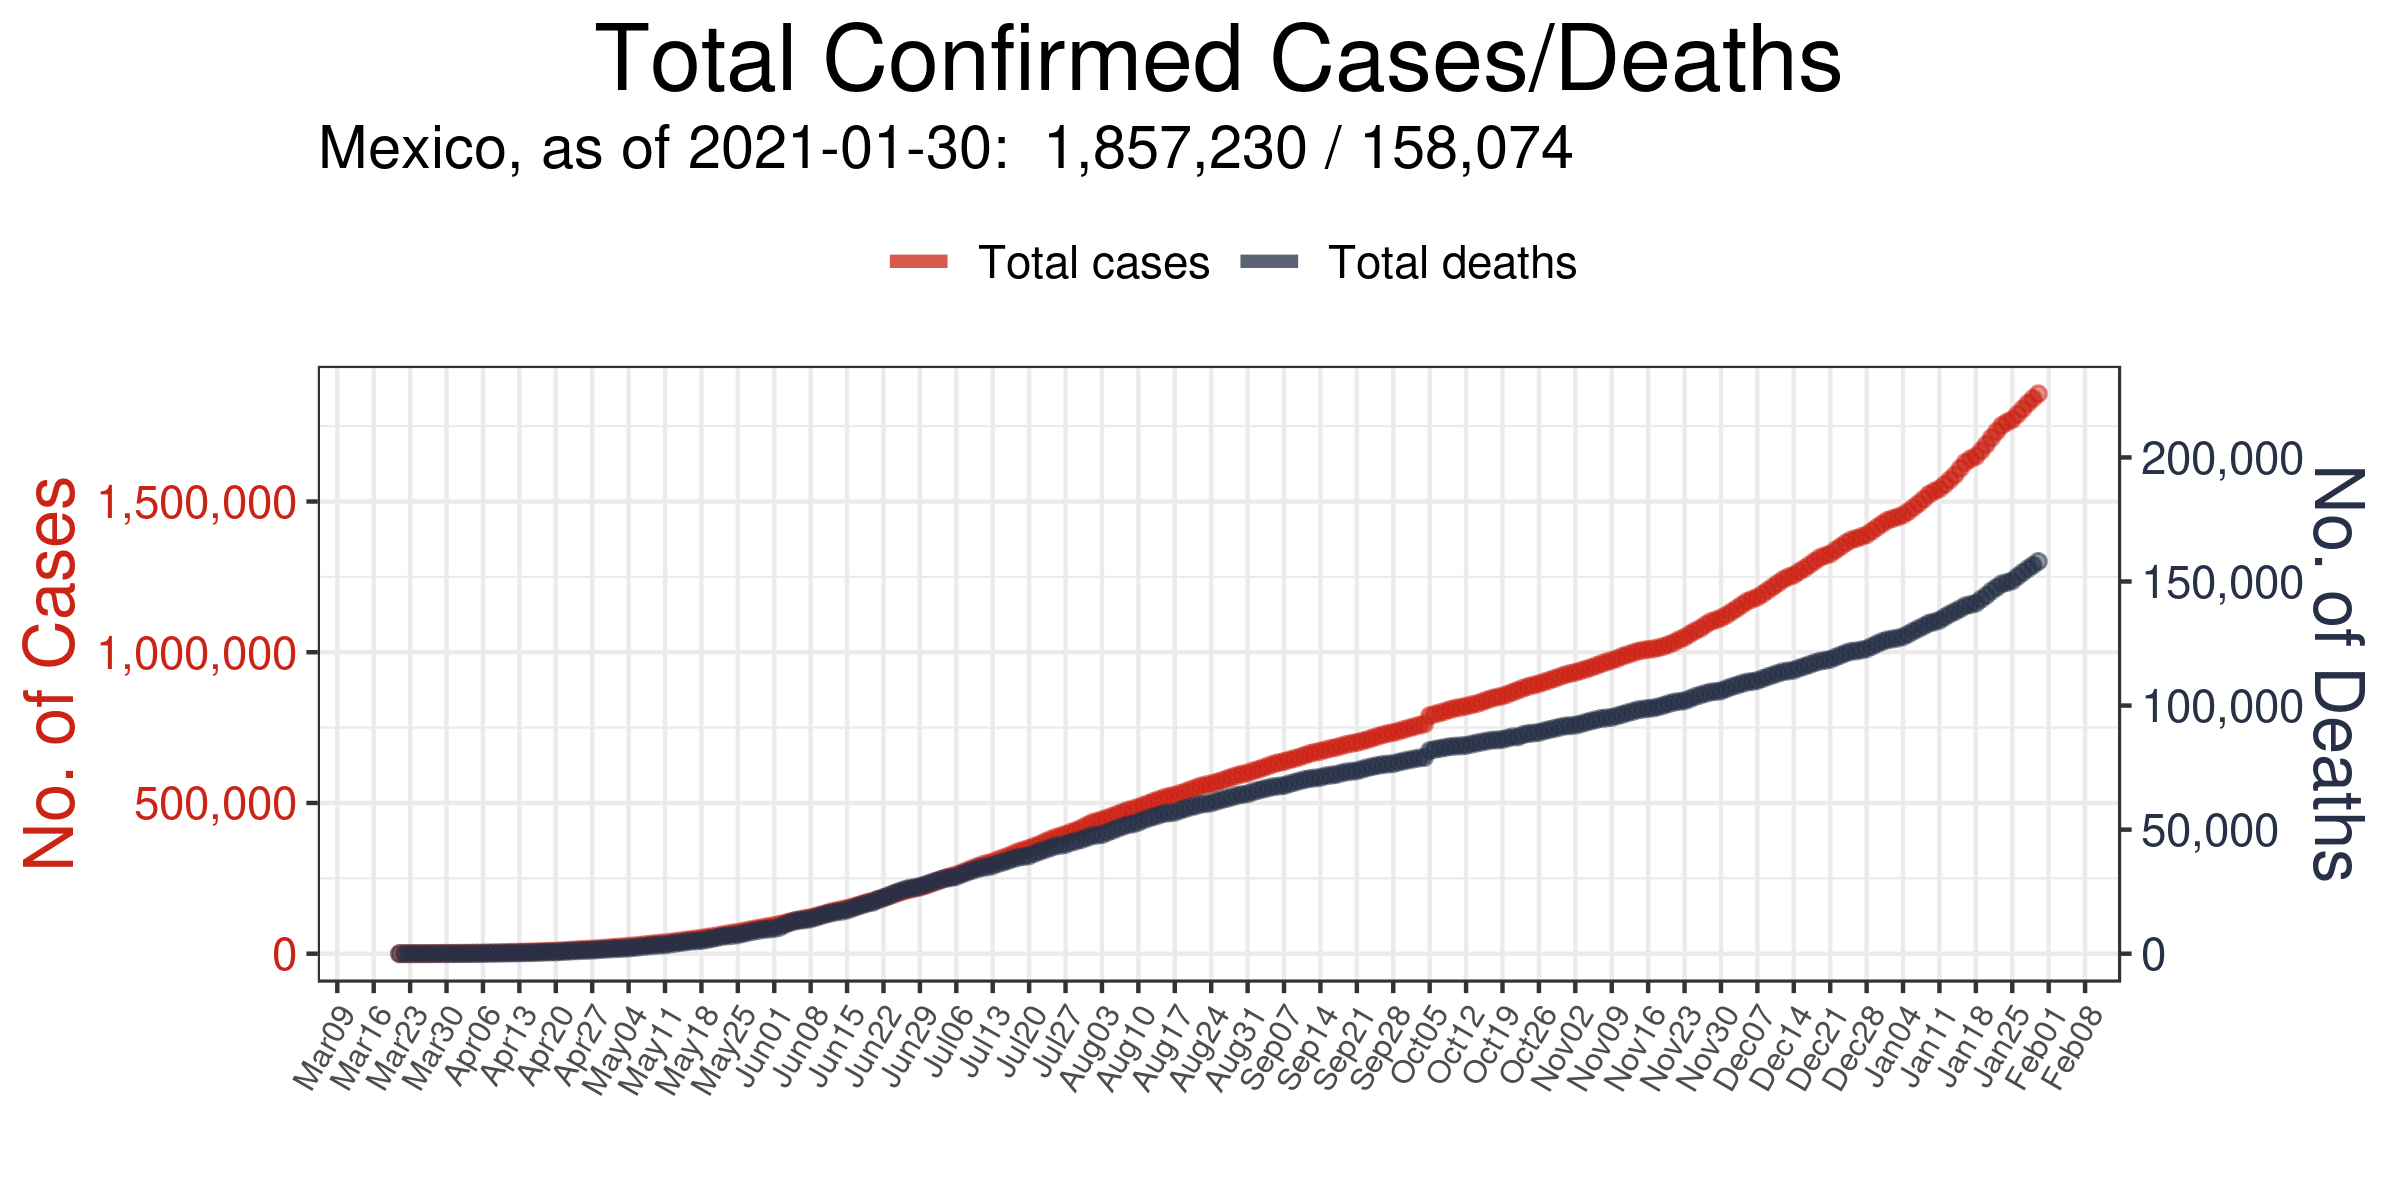 Total Confirmed Cases/Deaths
Mexico, as of 2021-01-30:  1,857,230 / 158,074
Total cases
Total deaths
No. of Cases
1,500,000
1,000,000
500,000
0
200,000
150,000
100,000
50,000
0
No. of Deaths
Mar09
Mar16
Mar23
Mar30
Apr06
Apr13
Apr20
Apr27
May04
May11
May18
May25
Jun01
Jun08
Jun15
Jun22
Jun29
Jul06
Jul13
Jul20
Jul27
Aug03
Aug10
Aug17
Aug24
Aug31
Sep07
Sep14
Sep21
Sep28
Oct05
Oct12
Oct19
Oct26
Nov02
Nov09
Nov16
Nov23
Nov30
Dec07
Dec14
Dec21
Dec28
Jan04
Jan11
Jan18
Jan25
Feb01
Feb08